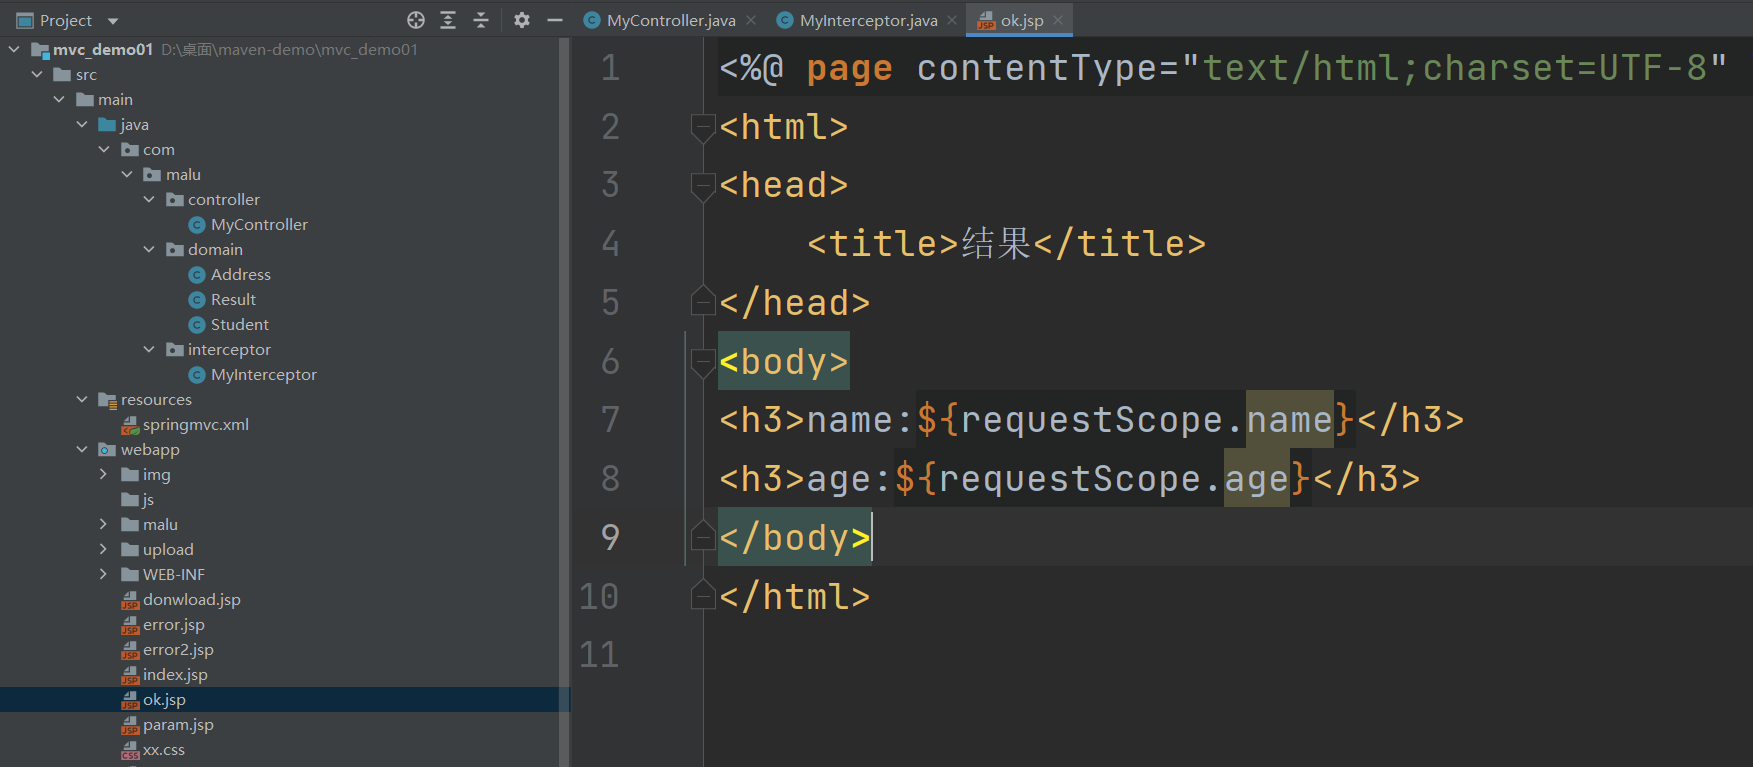 Project
mvc_demo01 D:\桌面\maven-demo\mvc_demo01
src
main
java
com
malu
controller
MyController
domain
Address
Result
Student
interceptor
MyInterceptor
resources
springmvc.xml
webapp
img
js
malu
upload
WEB-INF
donwload.jsp
error.jsp
error2.jsp
index.jsp
ok.jsp
param.jsp
xx.css
MyController.java MyInterceptor.java ok.jsp
1 <%@ page contentType="text/html;charset=UTF-8"
2 <html>
3 <head>
4 <title>结果</title>
5 </head>
6 <body>
7 <h3>name:${requestScope.name}</h3>
8 <h3>age:${requestScope.age}</h3>
9 </body>
10 </html>
11